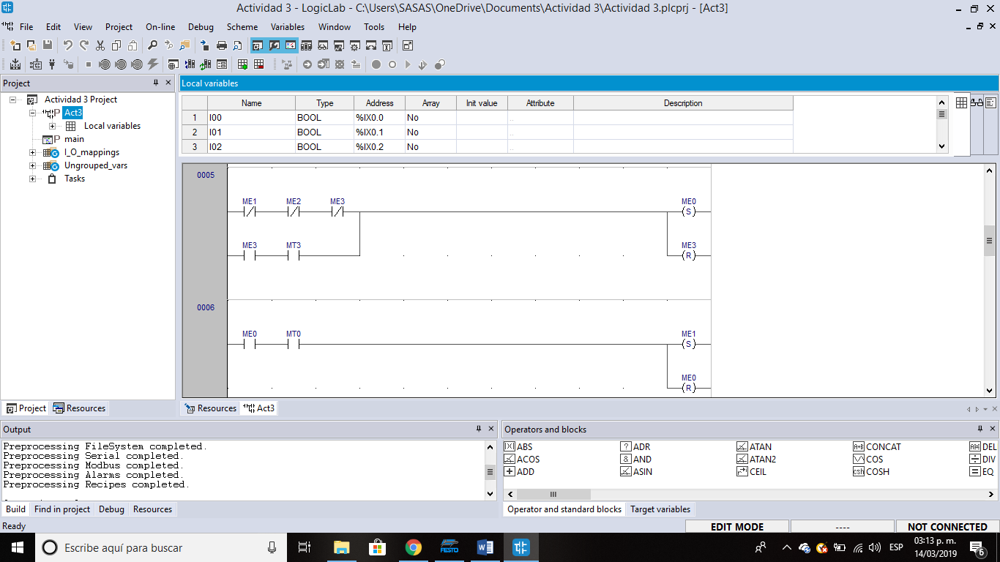 Actividad 3 - LogicLab - C:\Users\SASAS\OneDrive\Documents\Actividad 3\Actividad 3.plcprj - [Act3]
File Edit View Project On-line Debug Scheme Variables Window Tools Help
Project
Actividad 3 Project
Act3
Local variables
main
I_O_mappings
Ungrouped_vars
Tasks
Project Resources
Local variables
Name Type Address Array Init value Attribute Description
1 I00 BOOL %IX0.0 No ..
2 I01 BOOL %IX0.1 No ..
3 I02 BOOL %IX0.2 No ..
0005
ME1 ME2 ME3 ME0
S
ME3 MT3 ME3
R
0006
ME0 MT0 ME1
S
ME0
R
Resources Act3
Output
Preprocessing FileSystem completed.
Preprocessing Serial completed.
Preprocessing Modbus completed.
Preprocessing Alarms completed.
Preprocessing Recipes completed.
Build Find in project Debug Resources
Operators and blocks
ABS ADR ATAN CONCAT DEL
ACOS AND ATAN2 COS DIV
ADD ASIN CEIL COSH EQ
Operator and standard blocks Target variables
Ready EDIT MODE ---- NOT CONNECTED
Escribe aquí para buscar
FESTO
ESP
03:13 p. m.
14/03/2019
6